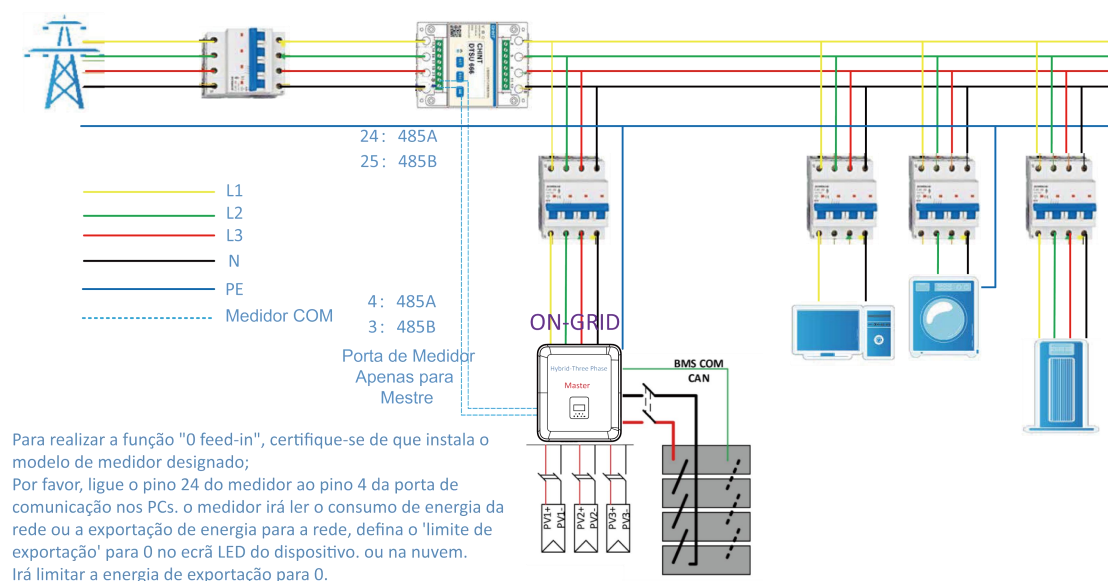 CHINT
DTSU 666
24: 485A
25: 485B
L1
L2
L3
N
PE
Medidor COM
4: 485A
3: 485B
Porta de Medidor
Apenas para
Mestre
ON-GRID
Hybrid-Three Phase
Master
BMS COM
CAN
PV1+
PV1-
PV2+
PV2-
PV3+
PV3-
Para realizar a função "0 feed-in", certifique-se de que instala o
modelo de medidor designado;
Por favor, ligue o pino 24 do medidor ao pino 4 da porta de
comunicação nos PCs. o medidor irá ler o consumo de energia da
rede ou a exportação de energia para a rede, defina o 'limite de
exportação' para 0 no ecrã LED do dispositivo. ou na nuvem.
Irá limitar a energia de exportação para 0.